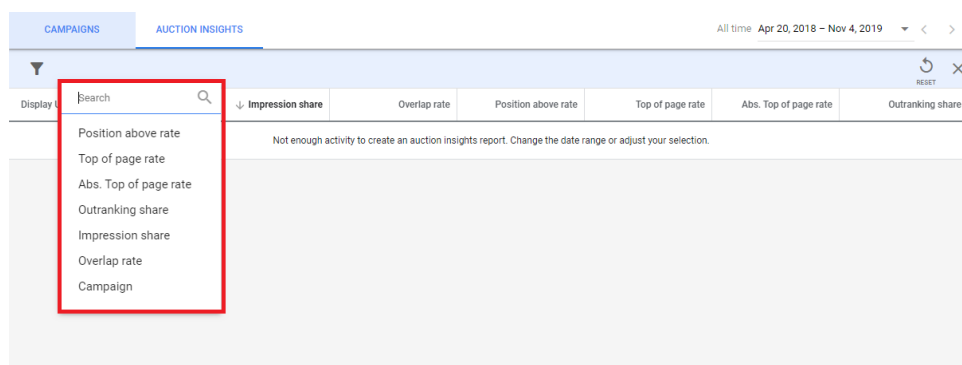 CAMPAIGNS AUCTION INSIGHTS All time Apr 20, 2018 – Nov 4, 2019
RESET
Display Impression share Overlap rate Position above rate Top of page rate Abs. Top of page rate Outranking share
Search
Not enough activity to create an auction insights report. Change the date range or adjust your selection.
Position above rate
Top of page rate
Abs. Top of page rate
Outranking share
Impression share
Overlap rate
Campaign